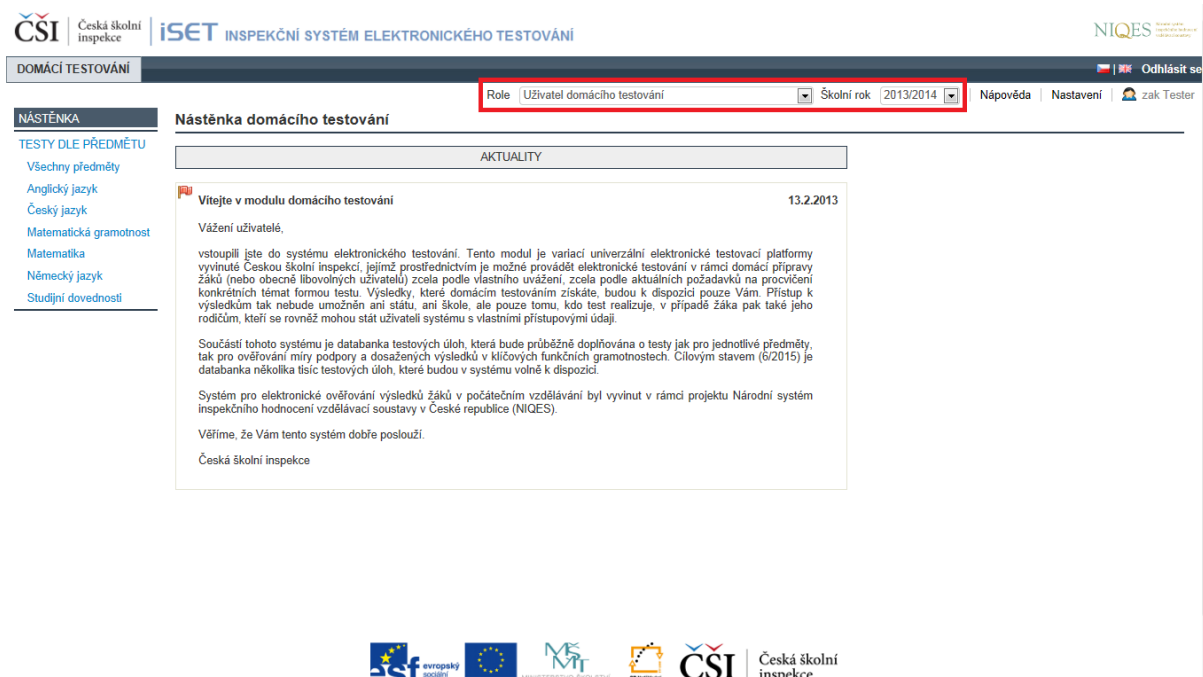 ČŠI Česká školní inspekce iSET INSPEKČNÍ SYSTÉM ELEKTRONICKÉHO TESTOVÁNÍ NIQES
DOMÁCÍ TESTOVÁNÍ | Odhlásit se
Role Uživatel domácího testování Školní rok 2013/2014 Nápověda Nastavení zak Tester
NÁSTĚNKA
TESTY DLE PŘEDMĚTU
Všechny předměty
Anglický jazyk
Český jazyk
Matematická gramotnost
Matematika
Německý jazyk
Studijní dovednosti
Nástěnka domácího testování
AKTUALITY
Vítejte v modulu domácího testování 13.2.2013
Vážení uživatelé,
vstoupili jste do systému elektronického testování. Tento modul je variací univerzální elektronické testovací platformy
vyvinuté Českou školní inspekcí, jejímž prostřednictvím je možné provádět elektronické testování v rámci domácí přípravy
žáků (nebo obecně libovolných uživatelů) zcela podle vlastního uvážení, zcela podle aktuálních požadavků na procvičení
konkrétních témat formou testu. Výsledky, které domácím testováním získáte, budou k dispozici pouze Vám. Přístup k
výsledkům tak nebude umožněn ani státu, ani škole, ale pouze tomu, kdo test realizuje, v případě žáka pak také jeho
rodičům, kteří se rovněž mohou stát uživateli systému s vlastními přístupovými údaji.
Součástí tohoto systému je databanka testových úloh, která bude průběžně doplňována o testy jak pro jednotlivé předměty,
tak pro ověřování míry podpory a dosažených výsledků v klíčových funkčních gramotnostech. Cílovým stavem (6/2015) je
databanka několika tisíc testových úloh, které budou v systému volně k dispozici.
Systém pro elektronické ověřování výsledků žáků v počátečním vzdělávání byl vyvinut v rámci projektu Národní systém
inspekčního hodnocení vzdělávací soustavy v České republice (NIQES).
Věříme, že Vám tento systém dobře poslouží.
Česká školní inspekce
esf evropský sociální
MŠMT
ČŠI Česká školní inspekce